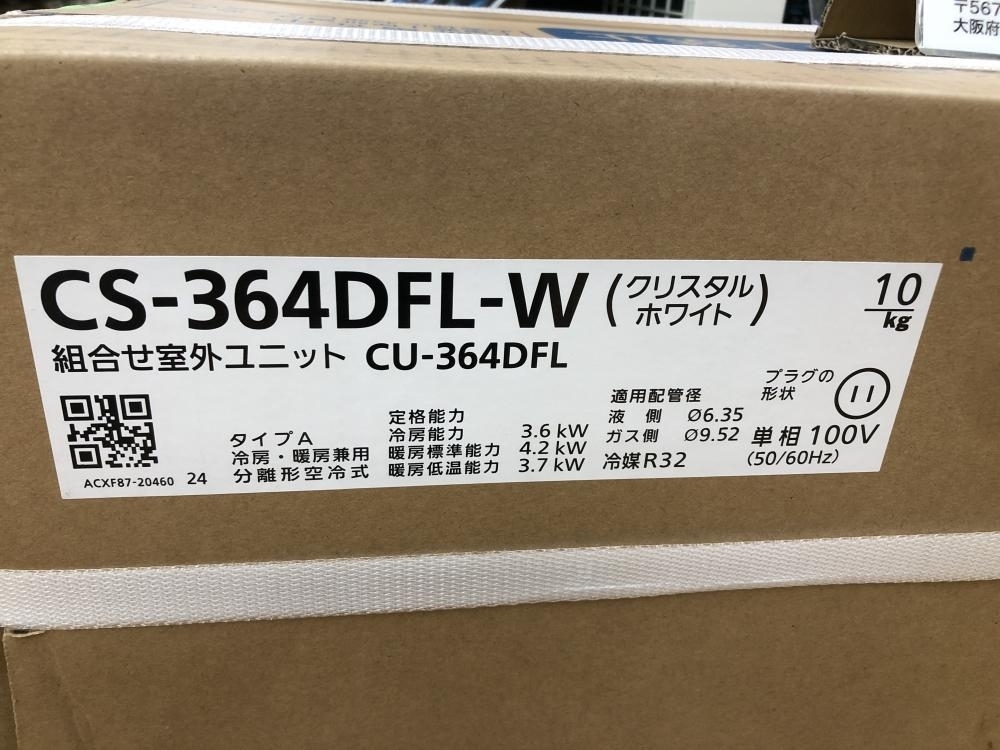 〒567
大阪府
CS-364DFL-W (クリスタルホワイト) 10 kg
組合せ室外ユニット CU-364DFL
プラグの形状
タイプA
冷房・暖房兼用
分離形空冷式
定格能力
冷房能力 3.6 kW
暖房標準能力 4.2 kW
暖房低温能力 3.7 kW
適用配管径
液側 Ø6.35
ガス側 Ø9.52
冷媒R32
単相100V
(50/60Hz)
ACXF87-20460 24